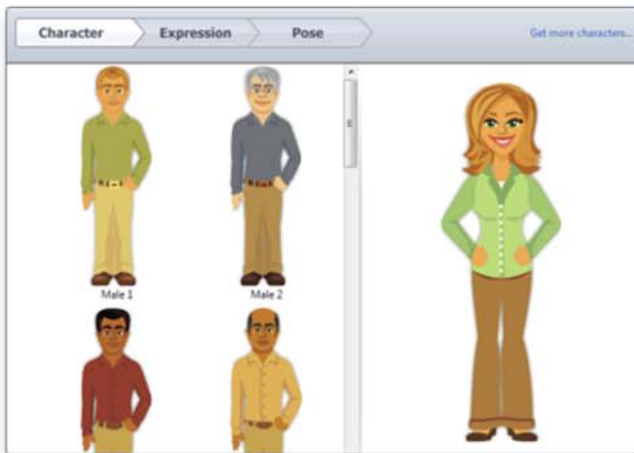 Character Expression Pose Get more characters...
Male 1 Male 2